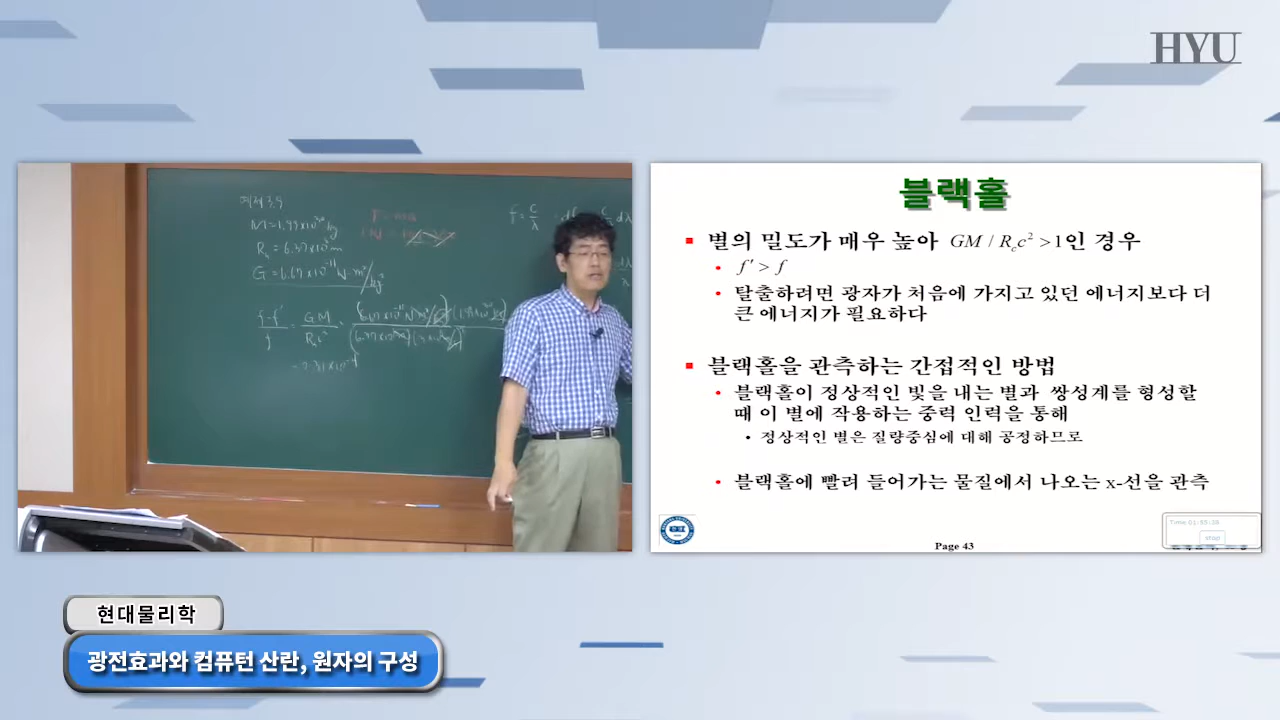 HYU
예제 3.9
M=1.99×10³⁰kg
G=6.67×10⁻¹¹N·m²/kg²
블랙홀
별의 밀도가 매우 높아 GM / Rₑc² >1인 경우
f′ > f
탈출하려면 광자가 처음에 가지고 있던 에너지보다 더
큰 에너지가 필요하다
블랙홀을 관측하는 간접적인 방법
블랙홀이 정상적인 빛을 내는 별과 쌍성계를 형성할
때 이 별에 작용하는 중력 인력을 통해
정상적인 별은 질량중심에 대해 공정하므로
블랙홀에 빨려 들어가는 물질에서 나오는 x-선을 관측
Page 43
현대물리학
광전효과와 컴퓨턴 산란, 원자의 구성